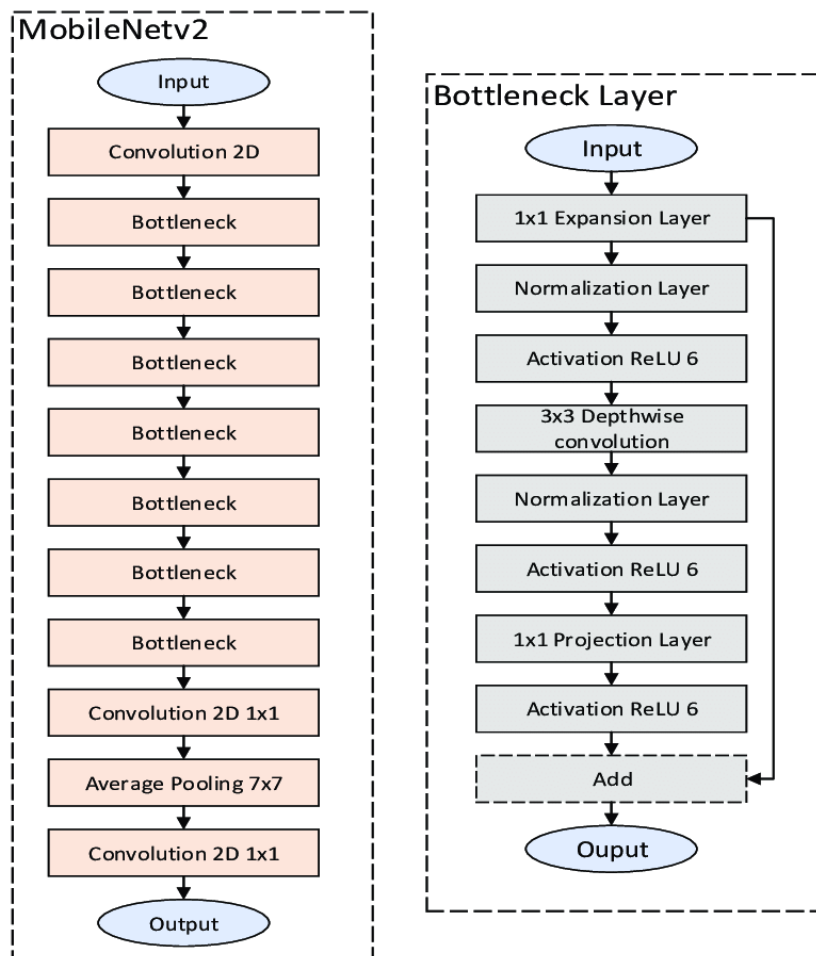 MobileNetv2
Input
Convolution 2D
Bottleneck
Bottleneck
Bottleneck
Bottleneck
Bottleneck
Bottleneck
Bottleneck
Convolution 2D 1x1
Average Pooling 7x7
Convolution 2D 1x1
Output
Bottleneck Layer
Input
1x1 Expansion Layer
Normalization Layer
Activation ReLU 6
3x3 Depthwise
convolution
Normalization Layer
Activation ReLU 6
1x1 Projection Layer
Activation ReLU 6
Add
Ouput